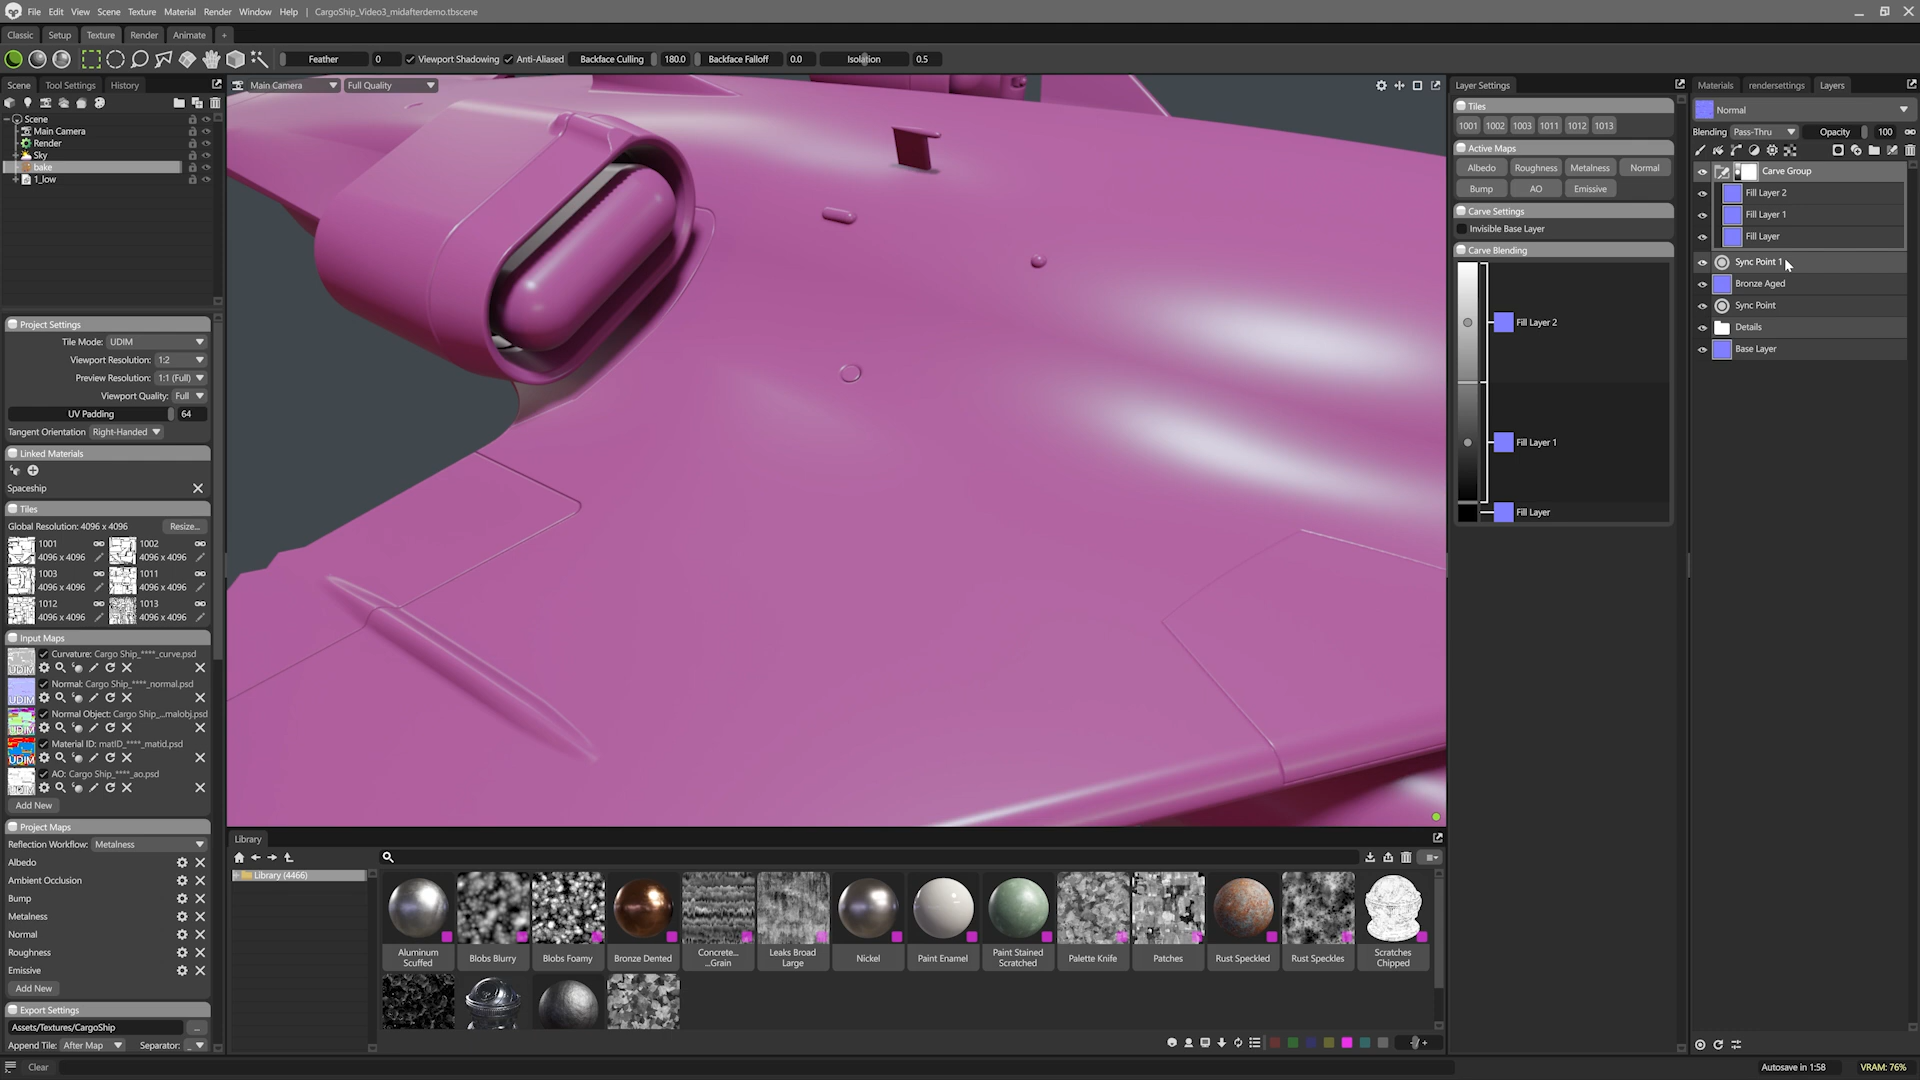 File Edit View Scene Texture Material Render Window Help | CargoShip_Video3_midafterdemo.tbscene
Classic Setup Texture Render Animate +
Feather 0 Viewport Shadowing Anti-Aliased Backface Culling 180.0 Backface Falloff 0.0 Isolation 0.5
Scene Tool Settings History
Main Camera Full Quality
Scene
Main Camera
Render
Sky
bake
1_low
Project Settings
Tile Mode: UDIM
Viewport Resolution: 1:2
Preview Resolution: 1:1 (Full)
Viewport Quality: Full
UV Padding 64
Tangent Orientation Right-Handed
Linked Materials
Spaceship
Tiles
Global Resolution: 4096 x 4096 Resize...
1001 1002
4096 x 4096 4096 x 4096
1003 1011
4096 x 4096 4096 x 4096
1012 1013
4096 x 4096 4096 x 4096
Input Maps
Curvature: Cargo Ship_****_curve.psd
UDIM
Normal: Cargo Ship_****_normal.psd
UDIM
Normal Object: Cargo Ship_...malobj.psd
UDIM
Material ID: matID_****_matid.psd
UDIM
AO: Cargo Ship_****_ao.psd
UDIM
Add New
Project Maps
Reflection Workflow: Metalness
Albedo
Ambient Occlusion
Bump
Metalness
Normal
Roughness
Emissive
Add New
Export Settings
Assets/Textures/CargoShip ...
Append Tile: After Map Separator: _
Clear
Library
Library (4466)
Aluminum Scuffed
Blobs Blurry
Blobs Foamy
Bronze Dented
Concrete... ...Grain
Leaks Broad Large
Nickel
Paint Enamel
Paint Stained Scratched
Palette Knife
Patches
Rust Speckled
Rust Speckles
Scratches Chipped
Layer Settings
Tiles
1001 1002 1003 1011 1012 1013
Active Maps
Albedo Roughness Metalness Normal
Bump AO Emissive
Carve Settings
Invisible Base Layer
Carve Blending
Fill Layer 2
Fill Layer 1
Fill Layer
Materials rendersettings Layers
Normal
Blending Pass-Thru Opacity 100
Carve Group
Fill Layer 2
Fill Layer 1
Fill Layer
Sync Point 1
Bronze Aged
Sync Point
Details
Base Layer
Autosave in 1:58 VRAM: 76%